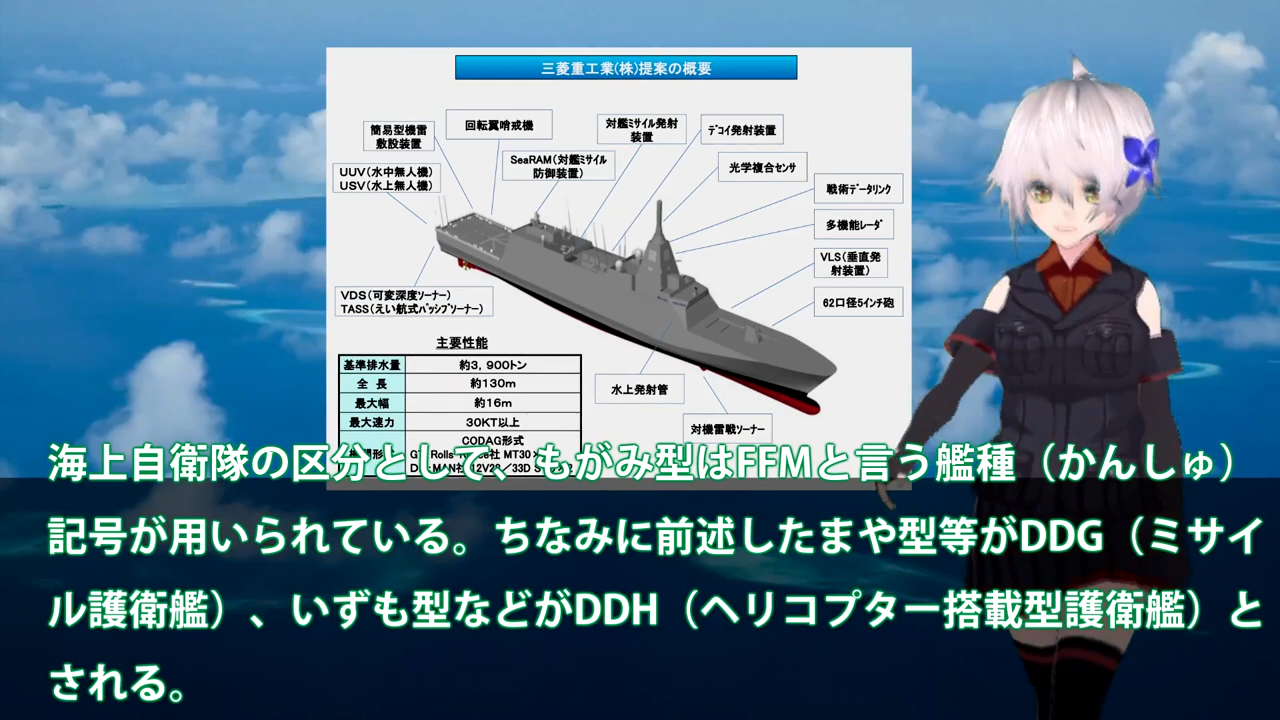 三菱重工業(株)提案の概要
簡易型機雷
敷設装置
回転翼哨戒機
対艦ﾐｻｲﾙ発射
装置
ﾃﾞｺｲ発射装置
SeaRAM(対艦ﾐｻｲﾙ
防御装置)
光学複合ｾﾝｻ
UUV(水中無人機)
USV(水上無人機)
戦術ﾃﾞｰﾀﾘﾝｸ
多機能ﾚｰﾀﾞ
VLS(垂直発
射装置)
62口径5ｲﾝﾁ砲
VDS(可変深度ｿｰﾅｰ)
TASS(えい航式ﾊﾟｯｼﾌﾞｿｰﾅｰ)
水上発射管
対機雷戦ｿｰﾅｰ
主要性能
基準排水量 約3,900トン
全 長 約130m
最大幅 約16m
最大速力 30KT以上
CODAG形式
海上自衛隊の区分として、もがみ型はFFMと言う艦種（かんしゅ）
記号が用いられている。ちなみに前述したまや型等がDDG（ミサイ
ル護衛艦）、いずも型などがDDH（ヘリコプター搭載型護衛艦）と
される。